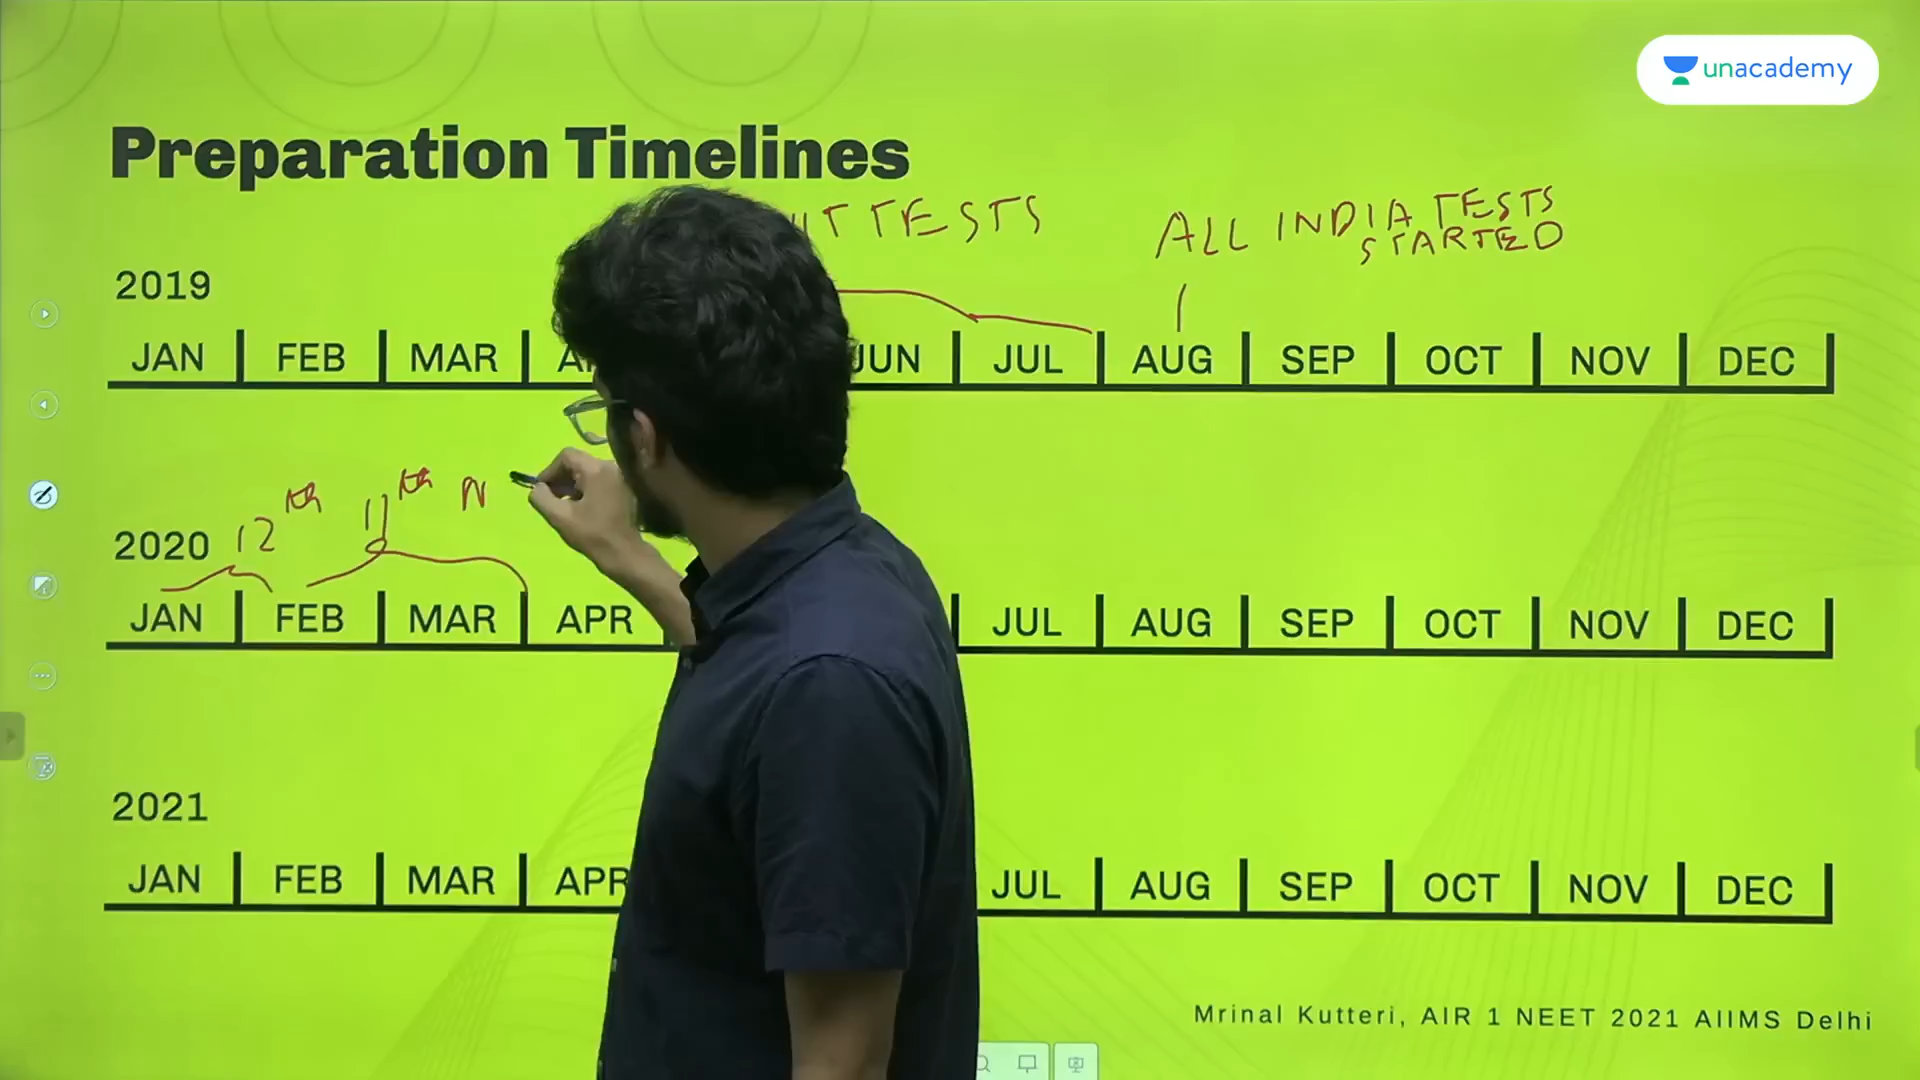 unacademy
Preparation Timelines
IT TESTS
ALL INDIA TESTS
STARTED
2019
JAN FEB MAR JUN JUL AUG SEP OCT NOV DEC
12th 11th N
2020
JAN FEB MAR APR JUL AUG SEP OCT NOV DEC
2021
JAN FEB MAR APR JUL AUG SEP OCT NOV DEC
Mrinal Kutteri, AIR 1 NEET 2021 AIIMS Delhi